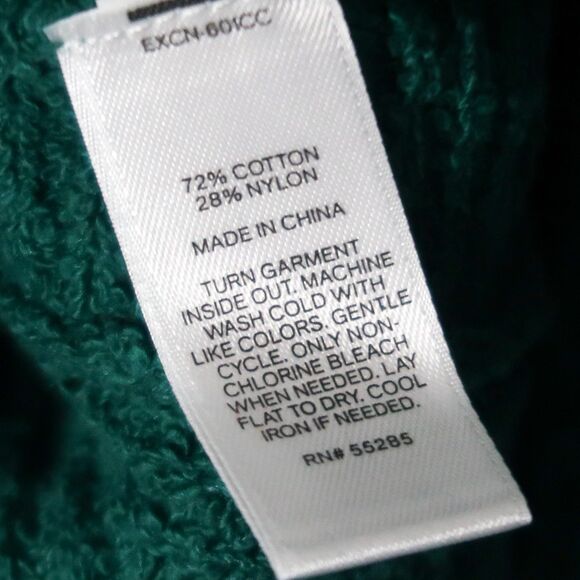 EXCN-601CC
72% COTTON
28% NYLON
MADE IN CHINA
TURN GARMENT
INSIDE OUT. MACHINE
WASH COLD WITH
LIKE COLORS, GENTLE
CYCLE. ONLY NON-
CHLORINE BLEACH
WHEN NEEDED. LAY
FLAT TO DRY. COOL
IRON IF NEEDED.
RN# 55285